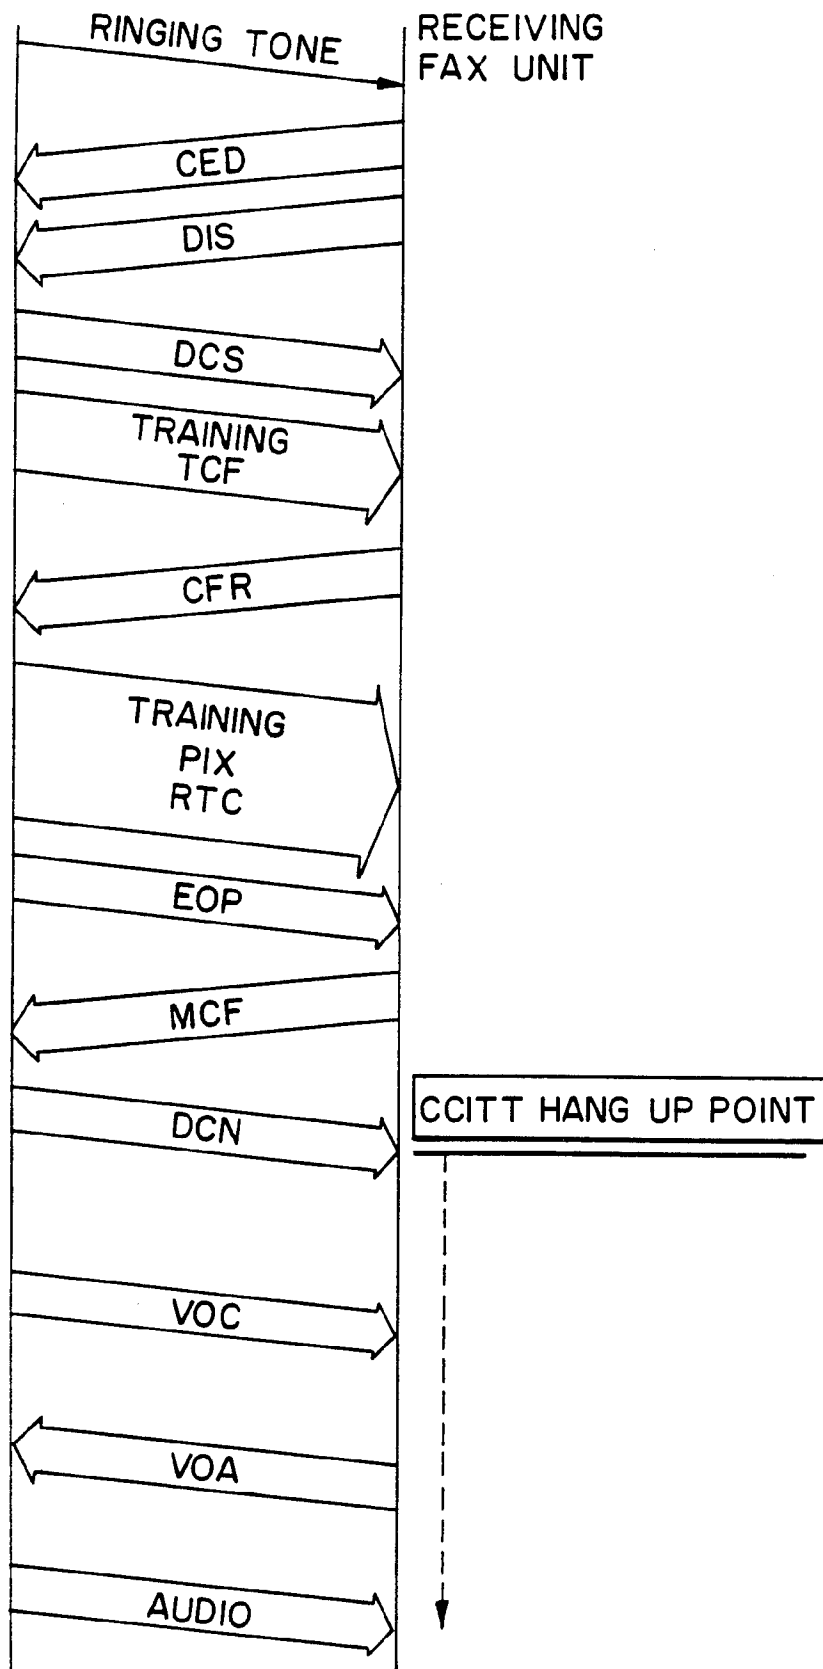 RINGING TONE
RECEIVING
FAX UNIT
CED
DIS
DCS
TRAINING
TCF
CFR
TRAINING
PIX
RTC
EOP
MCF
CCITT HANG UP POINT
DCN
VOC
VOA
AUDIO